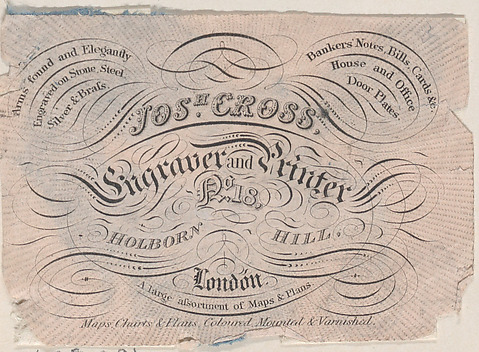 Arms found and Elegantly
Engraved on Stone, Steel,
Silver & Braſs.
Bankers' Notes, Bills, Cards &c.
House and Office
Door Plates.
JOS.H CROSS,
Engraver and Printer
No. 18,
HOLBORN HILL,
London.
A large aſsortment of Maps & Plans
Maps, Charts & Plans, Coloured, Mounted & Varnished.